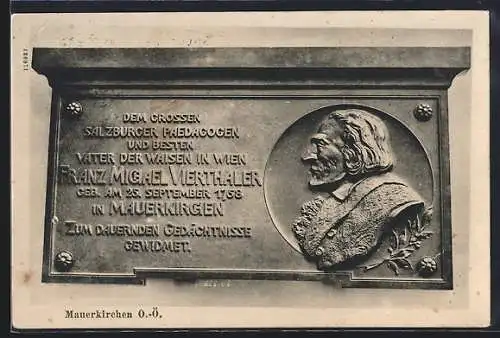 DEM GROSSEN
SALZBURGER PAEDAGOGEN
UND BESTEN
VATER DER WAISEN IN WIEN
FRANZ MICHEL VIERTHALER
GEB. AM 25. SEPTEMBER 1758
IN MAUERKIRCHEN
ZUM DAUERNDEN GEDÄCHTNISSE
GEWIDMET.
Mauerkirchen O.-Ö.